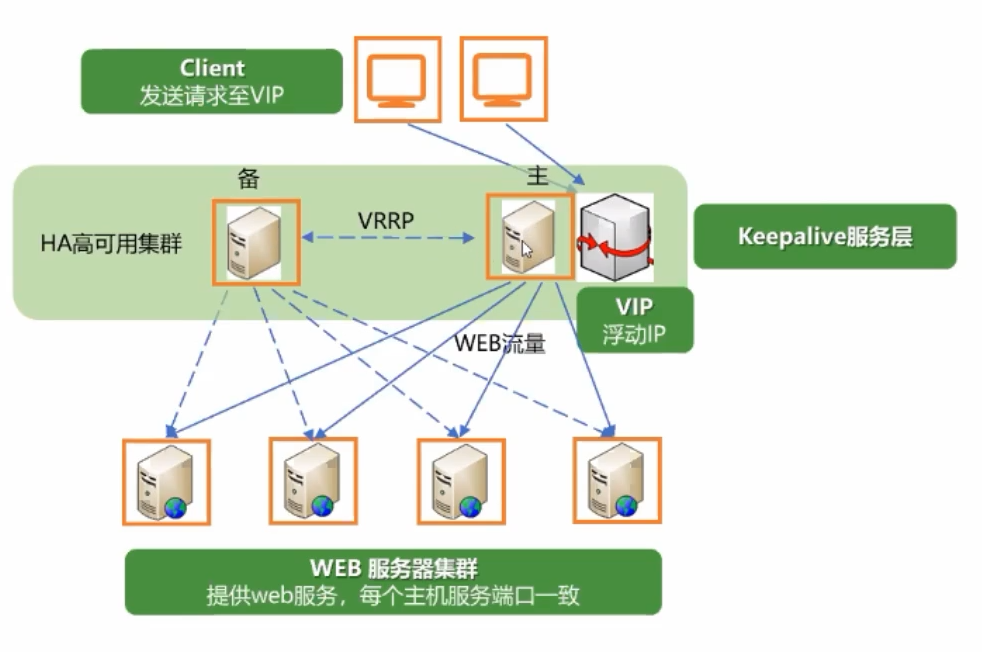 Client
发送请求至VIP
备
主
HA高可用集群
VRRP
Keepalive服务层
VIP
浮动IP
WEB流量
WEB 服务器集群
提供web服务，每个主机服务端口一致